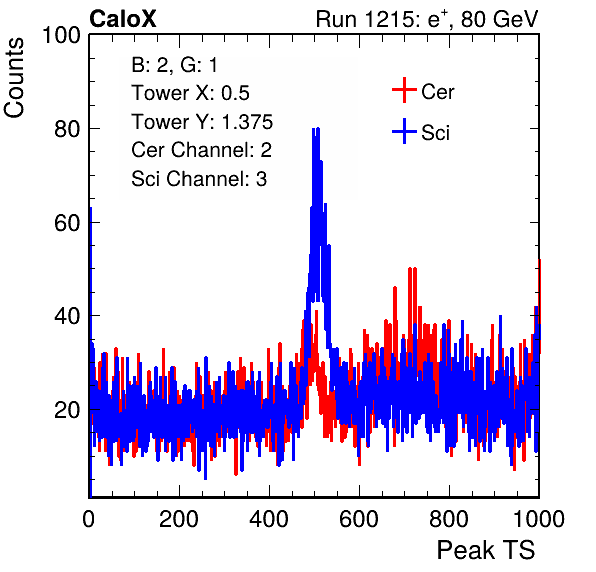 CaloX
Run 1215: e+, 80 GeV
Counts
100
80
60
40
20
B: 2, G: 1
Tower X: 0.5
Tower Y: 1.375
Cer Channel: 2
Sci Channel: 3
Cer
Sci
0
200
400
600
800
1000
Peak TS